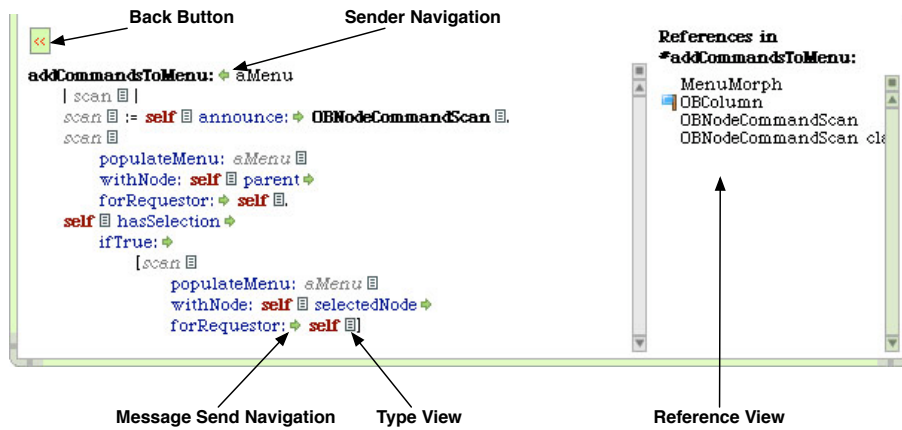 Back Button
Sender Navigation
<<
References in
#addCommandsToMenu:
addCommandsToMenu: aMenu
| scan |
scan := self announce: OBNodeCommandScan .
scan
populateMenu: aMenu
withNode: self parent
forRequestor: self .
self hasSelection
ifTrue:
[scan
populateMenu: aMenu
withNode: self selectedNode
forRequestor: self ]
MenuMorph
OBColumn
OBNodeCommandScan
OBNodeCommandScan cla
Message Send Navigation
Type View
Reference View